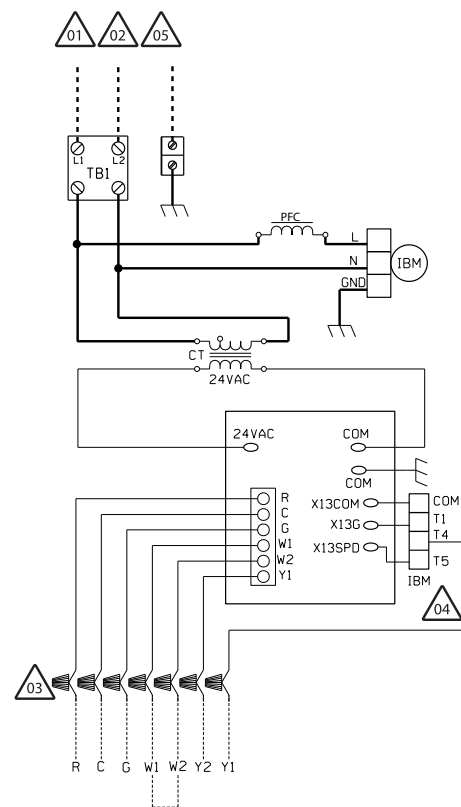 01 02 05
L1 L2
TB1
PFC
L
N
IBM
GND
CT
24VAC
24VAC COM
COM
R
C
G
W1
W2
Y1
X13COM
X13G
X13SPD
COM
T1
T4
T5
IBM
04
03
R C G W1 W2 Y2 Y1